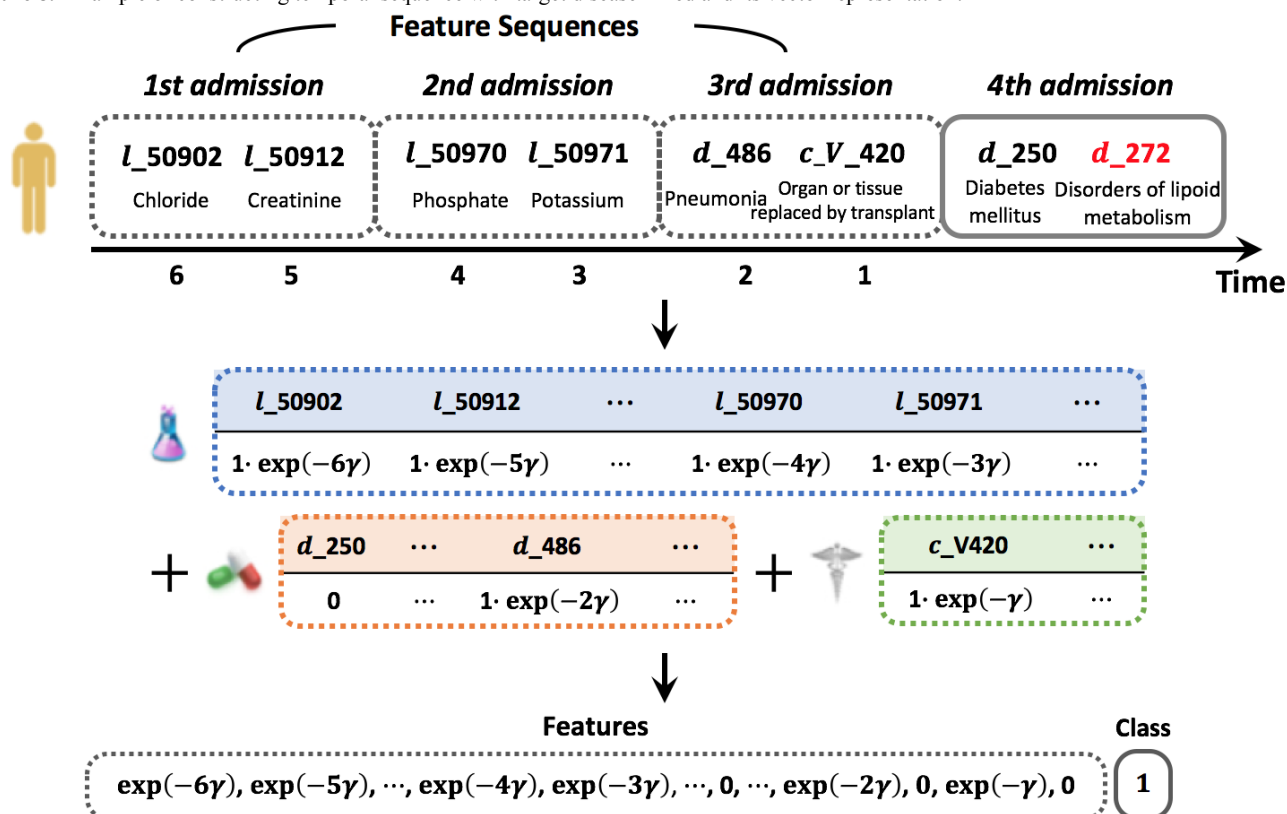 Feature Sequences
1st admission 2nd admission 3rd admission 4th admission
l_50902 l_50912 l_50970 l_50971 d_486 c_V_420 d_250 d_272
Chloride Creatinine Phosphate Potassium Pneumonia Organ or tissue replaced by transplant Diabetes mellitus Disorders of lipoid metabolism
6 5 4 3 2 1
Time
l_50902 l_50912 ... l_50970 l_50971 ...
1· exp(−6γ) 1· exp(−5γ) ... 1· exp(−4γ) 1· exp(−3γ) ...
d_250 ... d_486 ... c_V420 ...
+ +
0 ... 1· exp(−2γ) ... 1· exp(−γ) ...
Features Class
exp(−6γ), exp(−5γ), ..., exp(−4γ), exp(−3γ), ..., 0, ..., exp(−2γ), 0, exp(−γ), 0 1